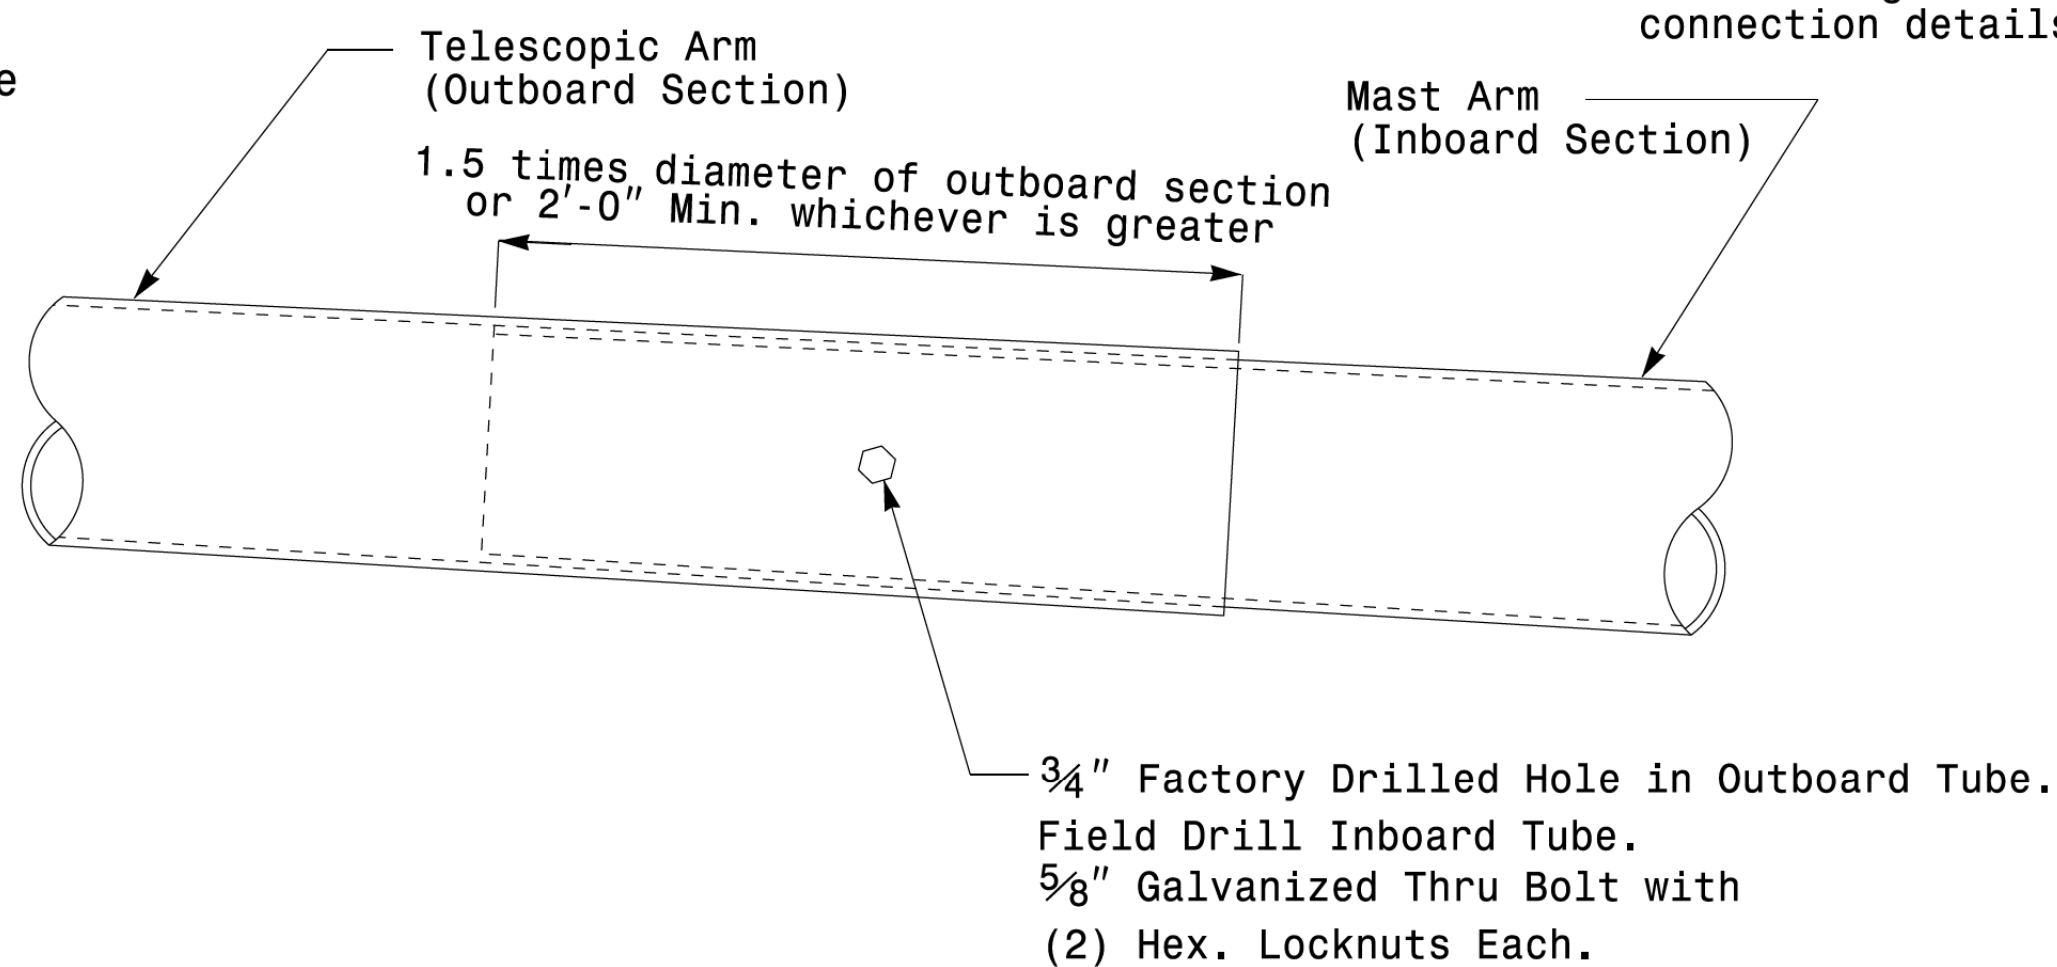 connection details
Telescopic Arm
(Outboard Section)
Mast Arm
(Inboard Section)
1.5 times diameter of outboard section
or 2'-0" Min. whichever is greater
3/4" Factory Drilled Hole in Outboard Tube.
Field Drill Inboard Tube.
5/8" Galvanized Thru Bolt with
(2) Hex. Locknuts Each.